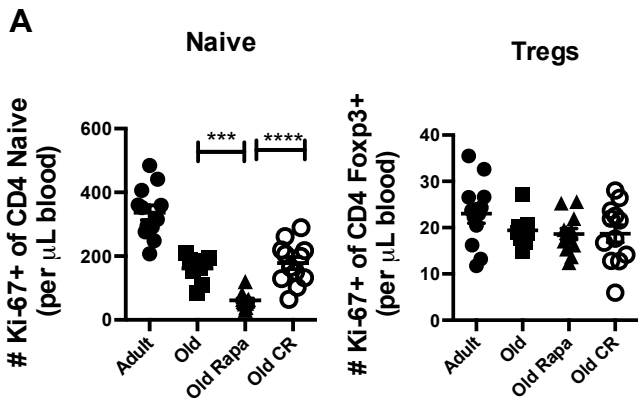 A
Naive
# Ki-67+ of CD4 Naive
(per μL blood)
600
400
200
0
***
****
Adult
Old
Old Rapa
Old CR
Tregs
# Ki-67+ of CD4 Foxp3+
(per μL blood)
40
30
20
10
0
Adult
Old
Old Rapa
Old CR